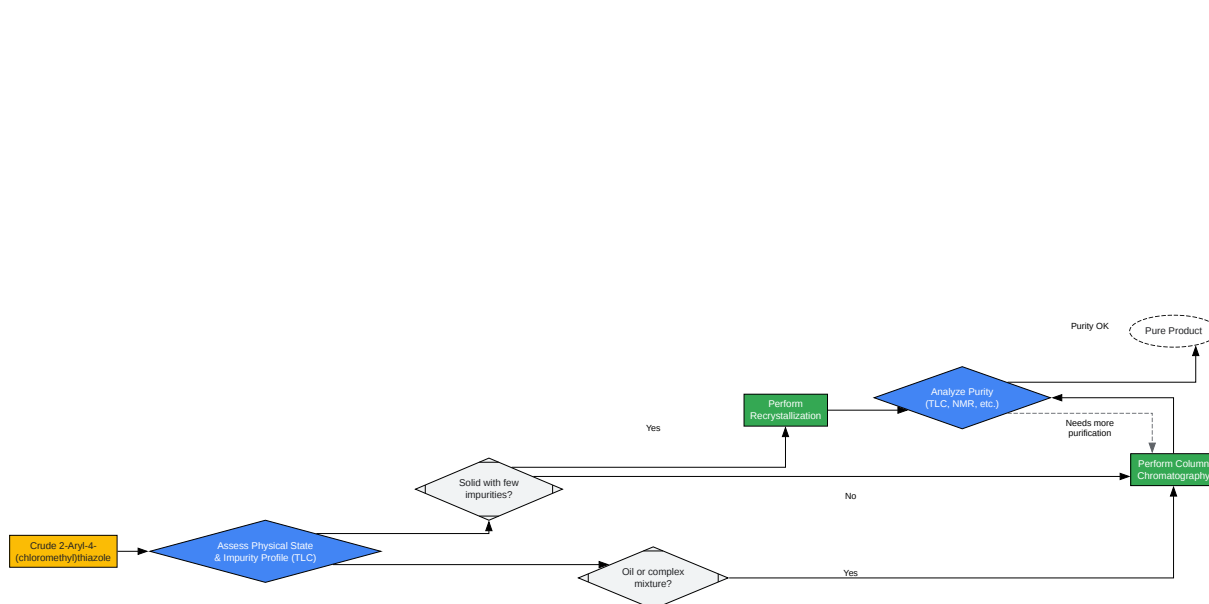 Purity OK
Pure Product
Analyze Purity
(TLC, NMR, etc.)
Perform
Recrystallization
Needs more
purification
Yes
Perform Column
Chromatography
Solid with few
impurities?
No
Crude 2-Aryl-4-
(chloromethyl)thiazole
Assess Physical State
& Impurity Profile (TLC)
Oil or complex
mixture?
Yes